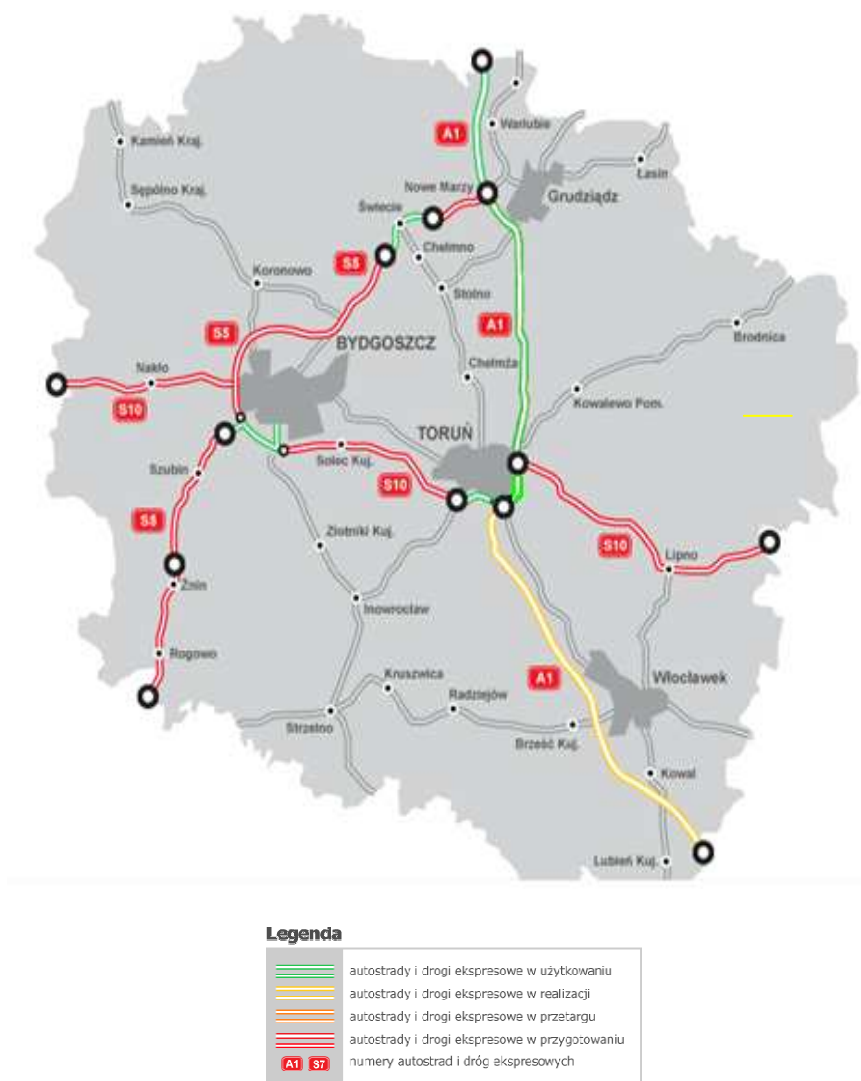 Kamień Kraj.
Warlubie
A1
Łasin
Nowe Marzy
Sępólno Kraj.
Grudziądz
Świecie
Chełmno
S5
Koronowo
Stolno
S5
A1
BYDGOSZCZ
Brodnica
Nakło
Chełmża
S10
Kowalewo Pom.
TORUŃ
Szubin
Solec Kuj.
S10
S5
Złotniki Kuj.
S10
Lipno
Żnin
Inowrocław
Rogowo
Kruszwica
A1
Włocławek
Radziejów
Strzelno
Brześć Kuj.
Kowal
Lubień Kuj.
Legenda
autostrady i drogi ekspresowe w użytkowaniu
autostrady i drogi ekspresowe w realizacji
autostrady i drogi ekspresowe w przetargu
autostrady i drogi ekspresowe w przygotowaniu
A1 S7 numery autostrad i dróg ekspresowych